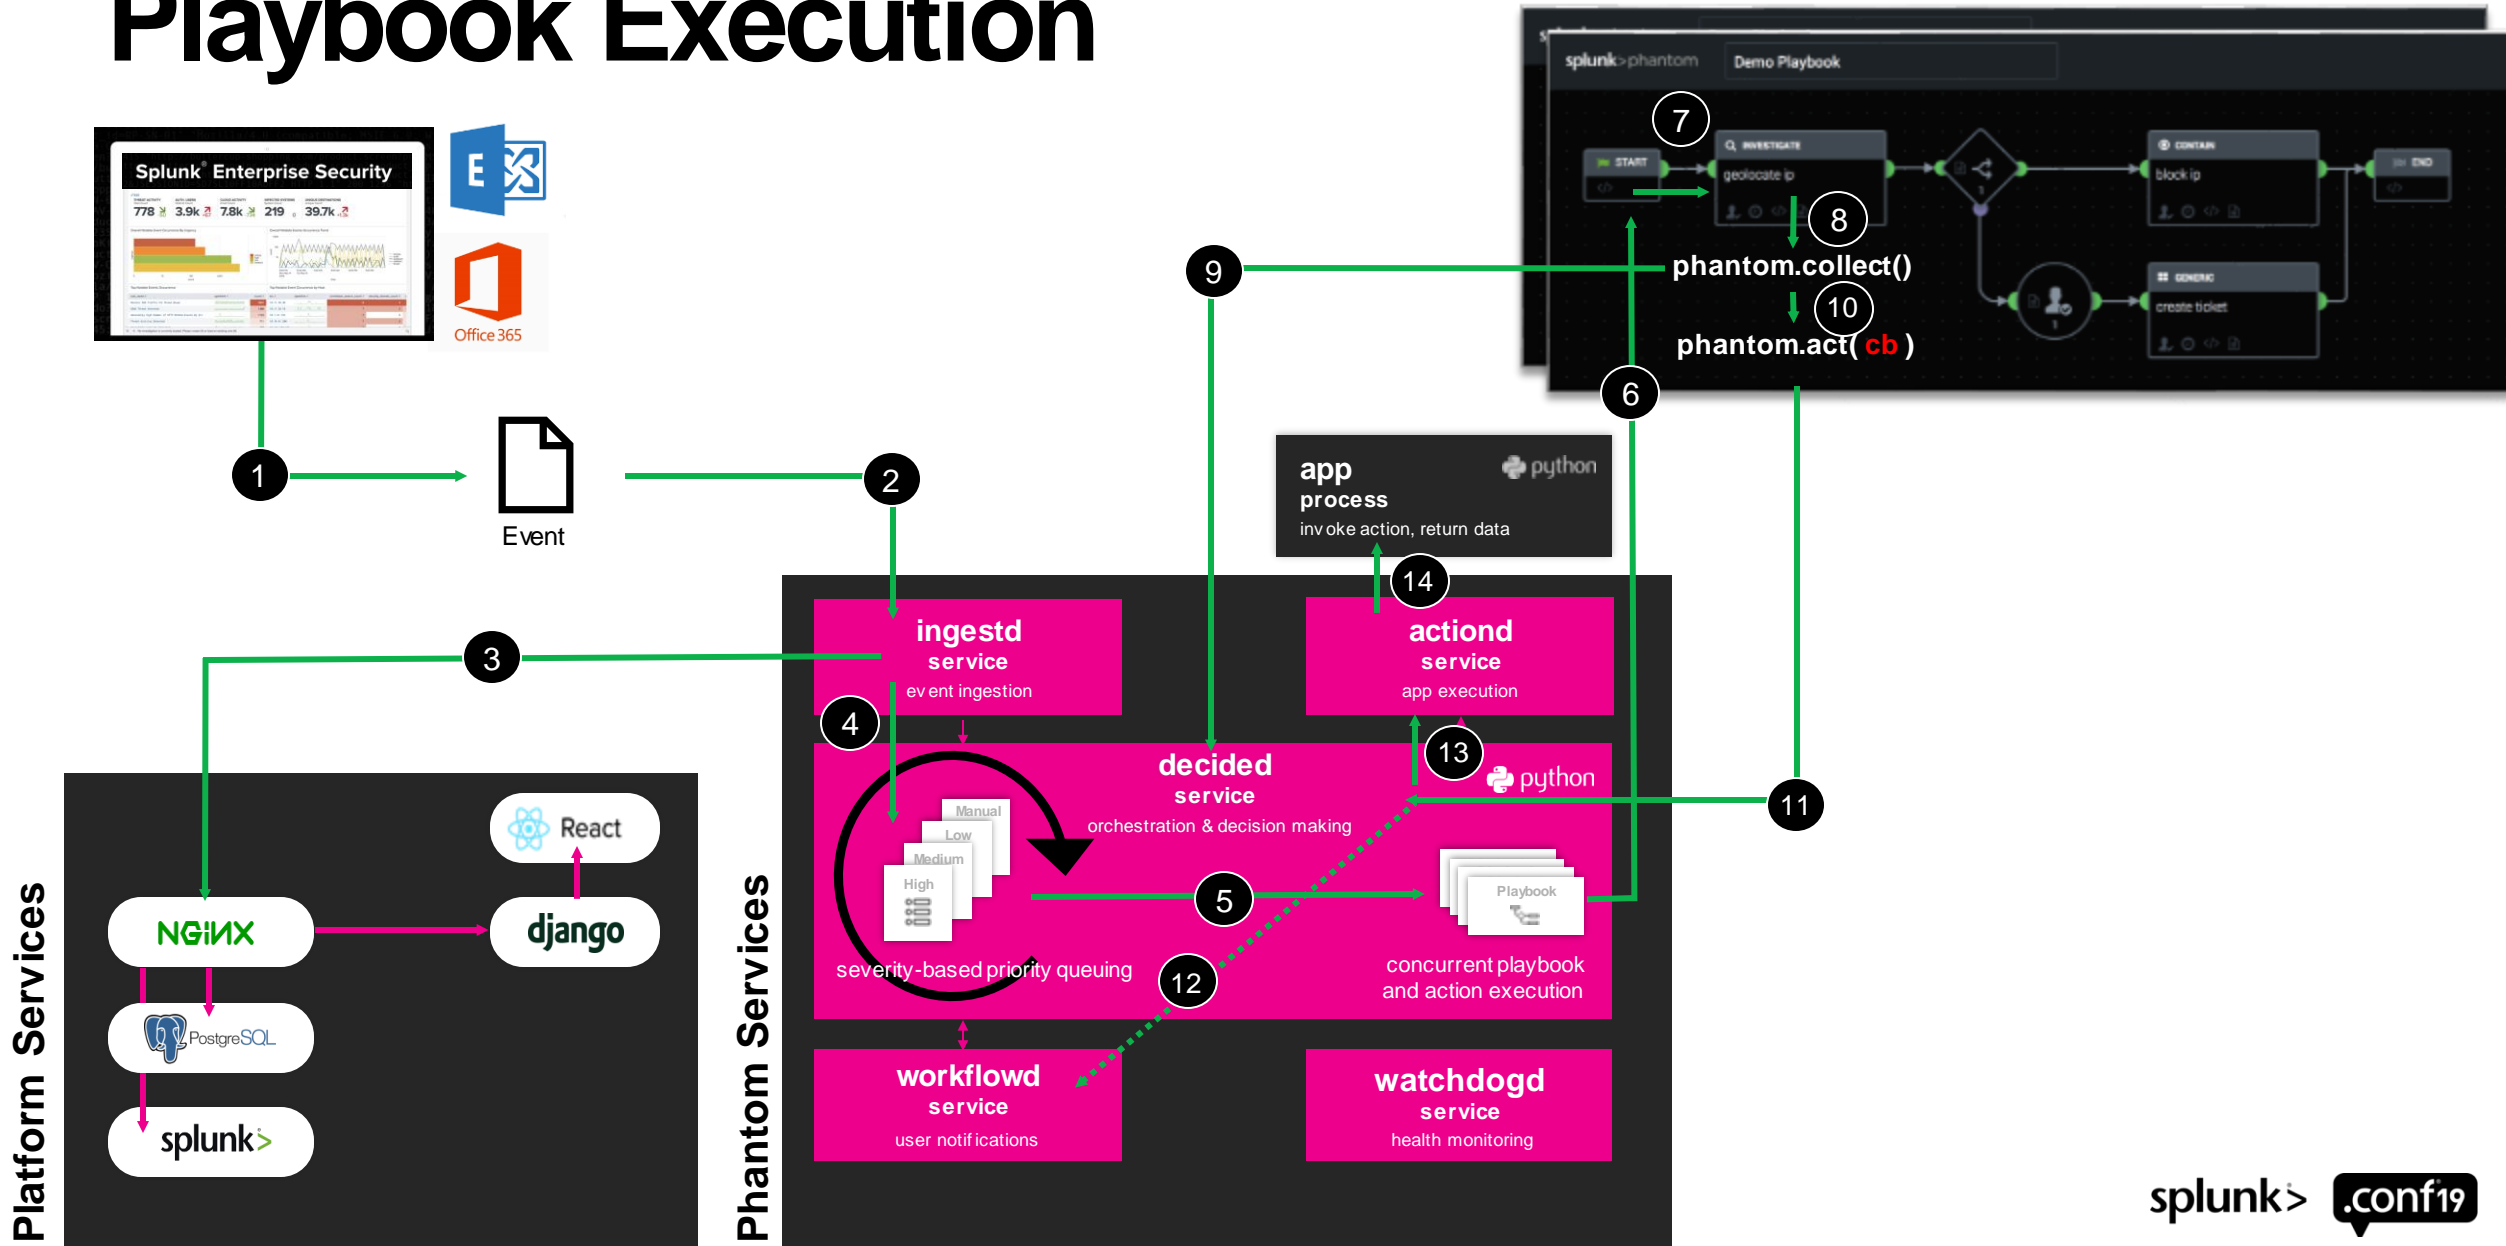 Playbook Execution
Splunk® Enterprise Security
778
3.9k
7.8k
219
39.7k
Office 365
1
Event
2
3
4
5
6
7
8
9
10
11
12
13
14
splunk>phantom
Demo Playbook
START
INVESTIGATE
geolocate ip
1
CONTAIN
block ip
END
1
GENERIC
create ticket
phantom.collect()
phantom.act( cb )
app
process
invoke action, return data
python
ingestd
service
event ingestion
actiond
service
app execution
decided
service
orchestration & decision making
python
Manual
Low
Medium
High
severity-based priority queuing
Playbook
concurrent playbook
and action execution
workflowd
service
user notifications
watchdogd
service
health monitoring
Phantom Services
Platform Services
React
NGINX
django
PostgreSQL
splunk>
splunk>
.conf19